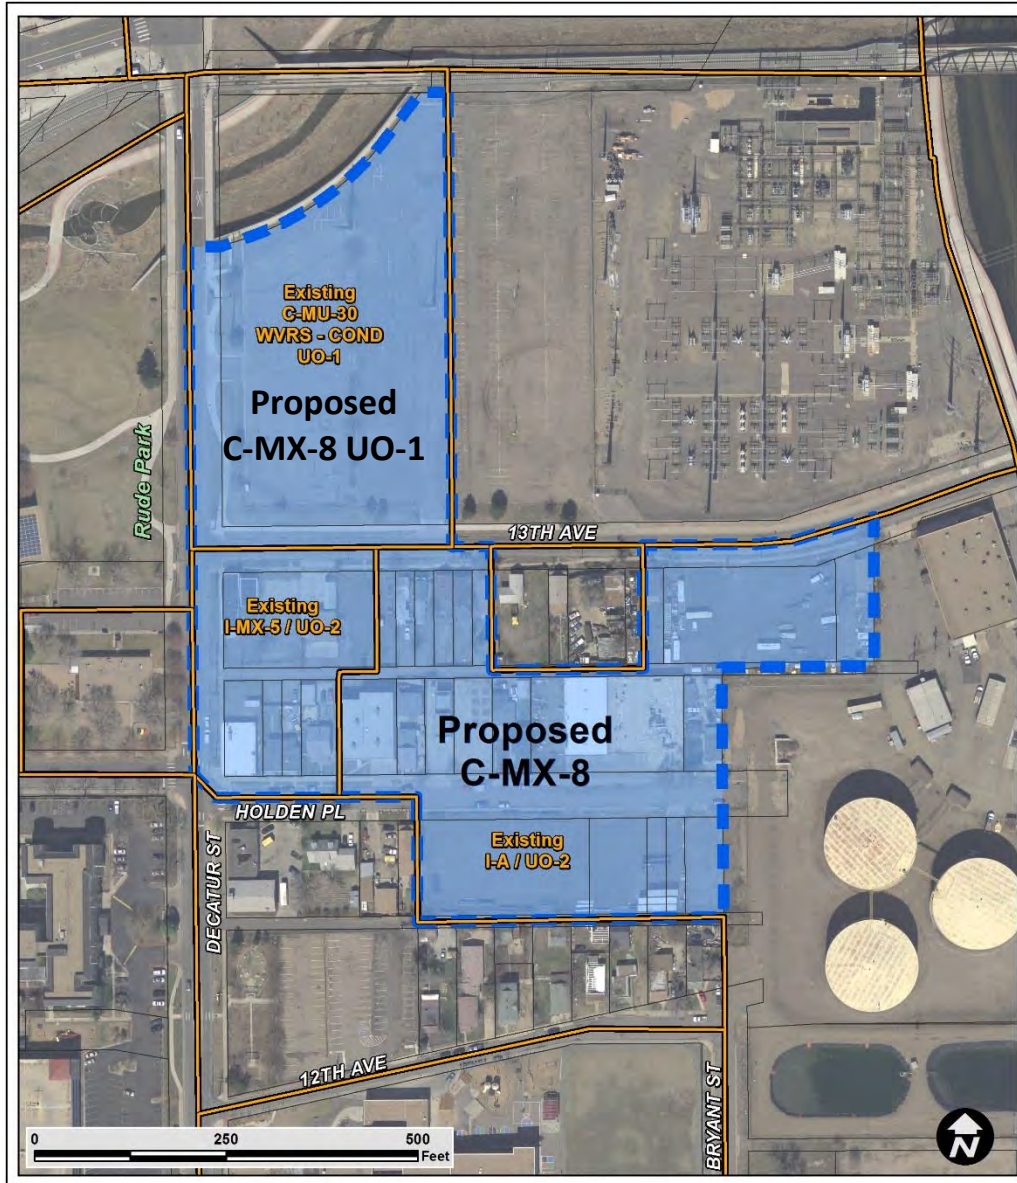 Existing
C-MU-30
WVRS - COND
UO-1
Proposed
C-MX-8 UO-1
Rude Park
13TH AVE
Existing
I-MX-5 / UO-2
Proposed
C-MX-8
HOLDEN PL
Existing
I-A / UO-2
DECATUR ST
12TH AVE
BRYANT ST
0 250 500
Feet
N